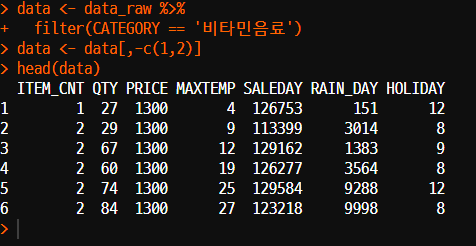 > data <- data_raw %>%
+   filter(CATEGORY == '비타민음료')
> data <- data[,-c(1,2)]
> head(data)
  ITEM_CNT QTY PRICE MAXTEMP SALEDAY RAIN_DAY HOLIDAY
1        1  27  1300       4  126753      151      12
2        2  29  1300       9  113399     3014       8
3        2  67  1300      12  129162     1383       9
4        2  60  1300      19  126277     3564       8
5        2  74  1300      25  129584     9288      12
6        2  84  1300      27  123218     9998       8
>